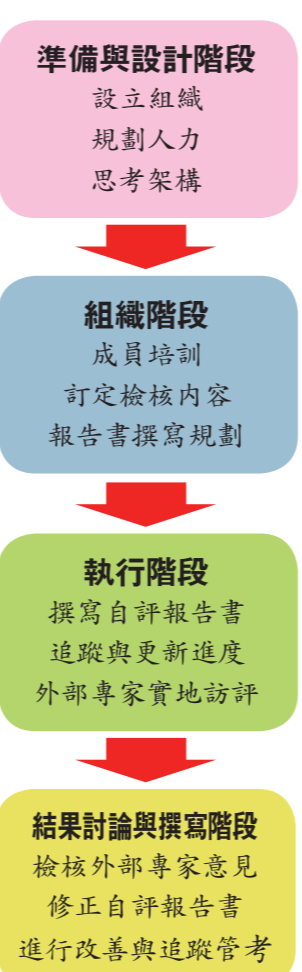 準備與設計階段
設立組織
規劃人力
思考架構
組織階段
成員培訓
訂定檢核內容
報告書撰寫規劃
執行階段
撰寫自評報告書
追蹤與更新進度
外部專家實地訪評
結果討論與撰寫階段
檢核外部專家意見
修正自評報告書
進行改善與追蹤管考